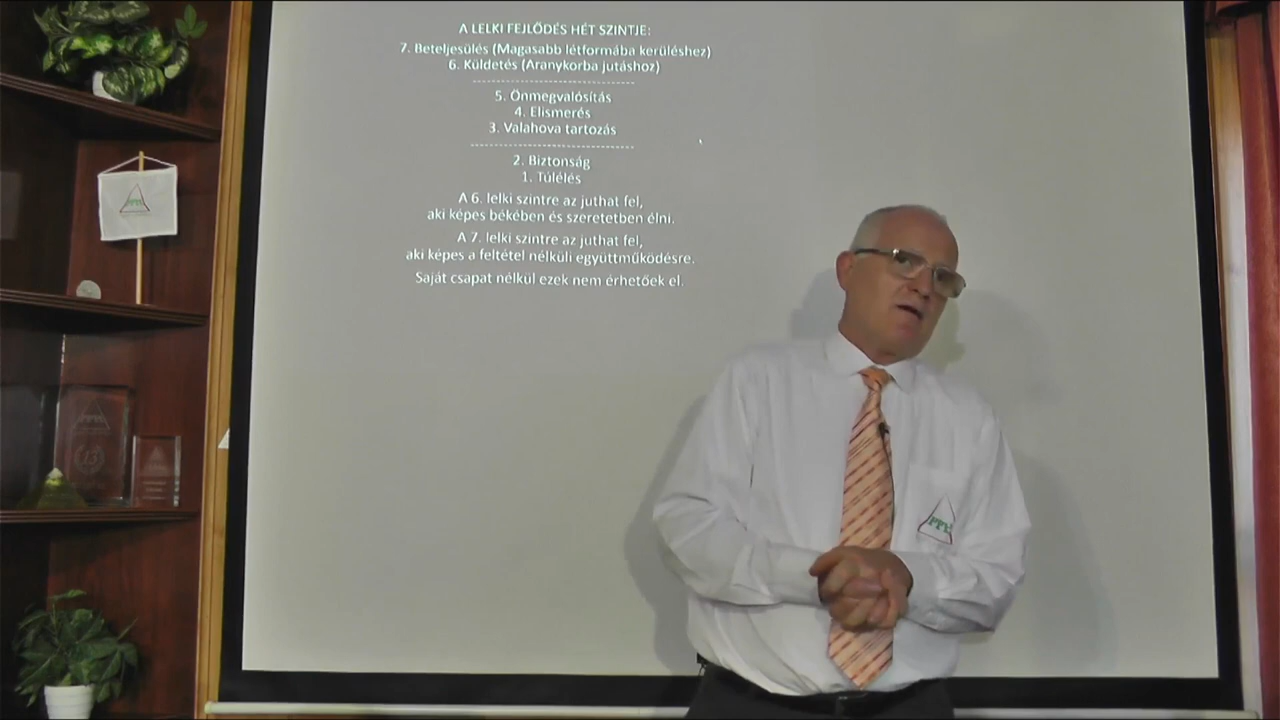 A LELKI FEJLŐDÉS HÉT SZINTJE:
7. Beteljesülés (Magasabb létformába kerüléshez)
6. Küldetés (Aranykorba jutáshoz)
5. Önmegvalósítás
4. Elismerés
3. Valahova tartozás
2. Biztonság
1. Túlélés
A 6. lelki szintre az juthat fel,
aki képes békében és szeretetben élni.
A 7. lelki szintre az juthat fel,
aki képes a feltétel nélküli együttműködésre.
Saját csapat nélkül ezek nem érhetőek el.